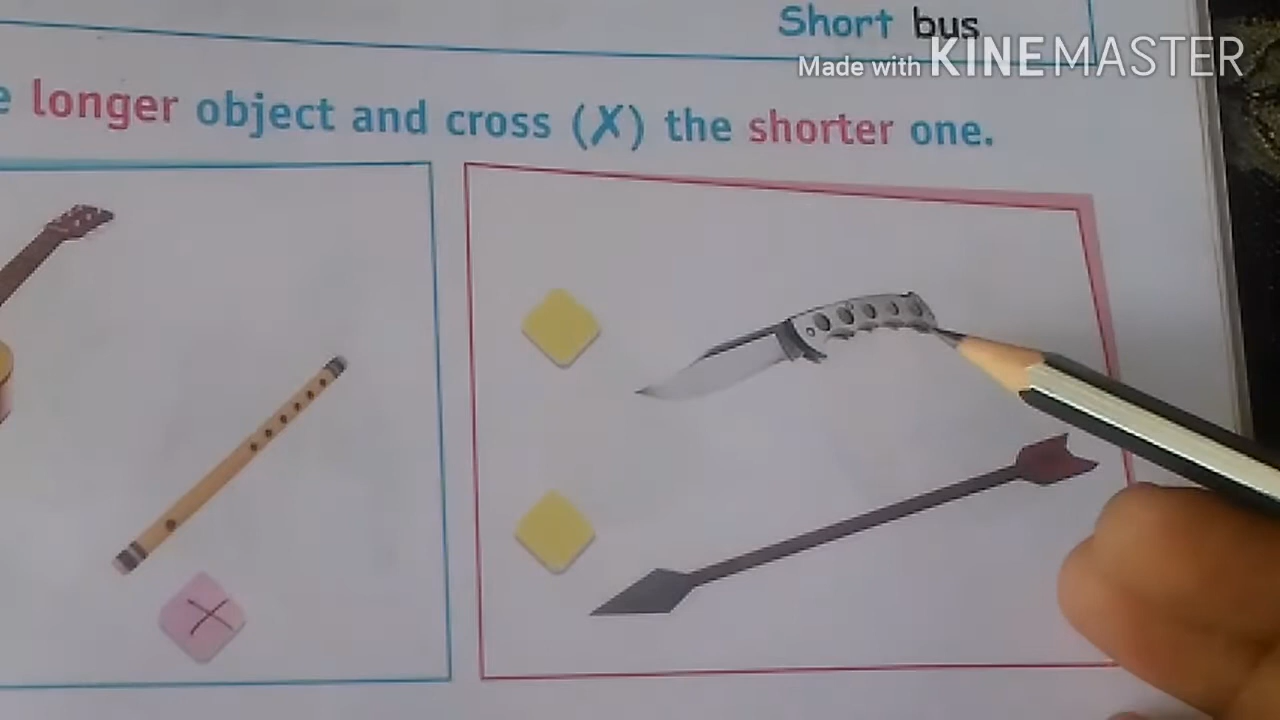 Short bus
Made with KINEMASTER
longer object and cross (✗) the shorter one.